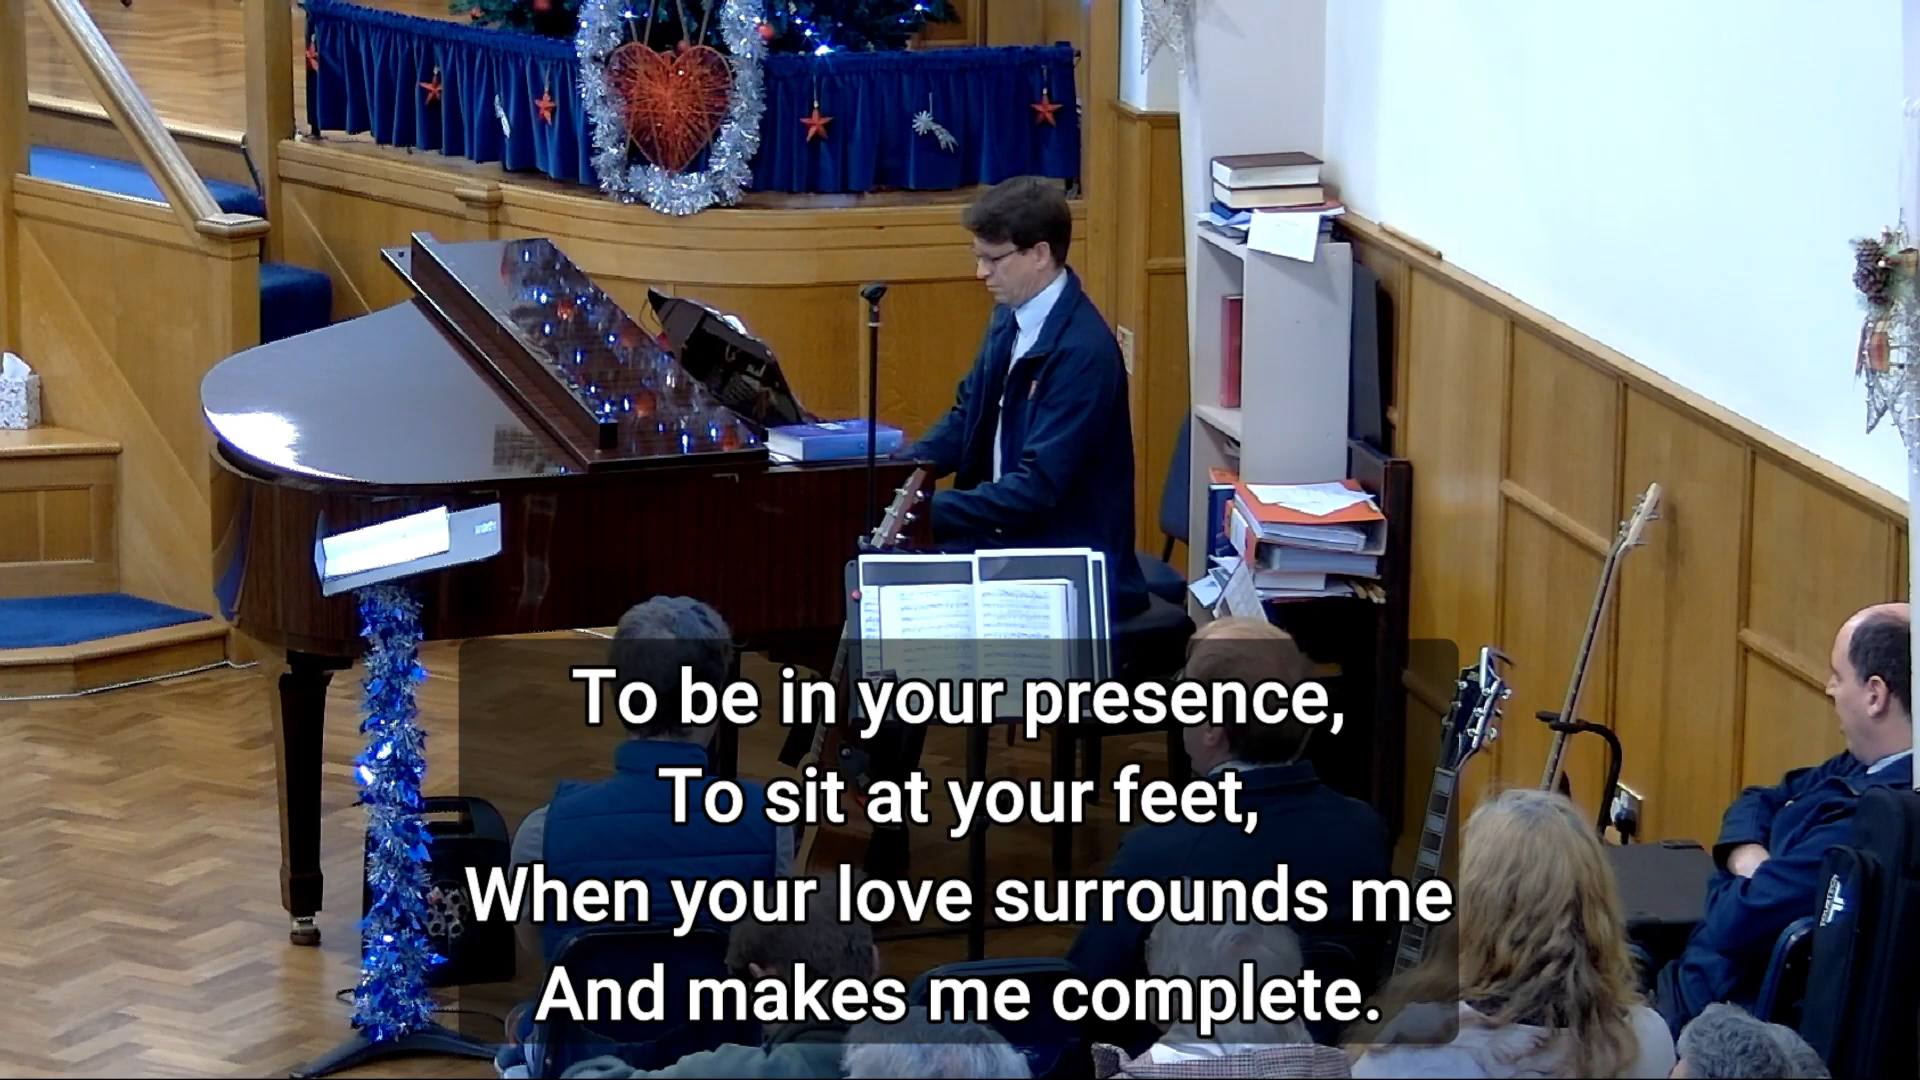 To be in your presence,
To sit at your feet,
When your love surrounds me
And makes me complete.